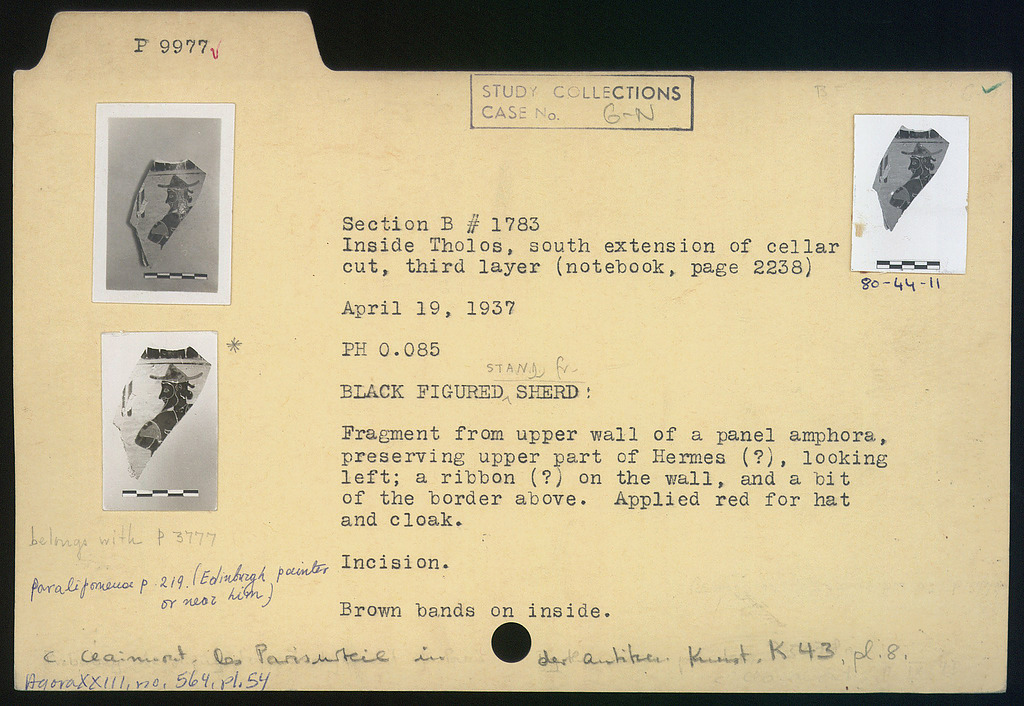 P 9977
STUDY COLLECTIONS
CASE No. G-N
80-44-11
Section B # 1783
Inside Tholos, south extension of cellar
cut, third layer (notebook, page 2238)
April 19, 1937
PH 0.085
STAND fr.
BLACK FIGURED SHERD:
Fragment from upper wall of a panel amphora,
preserving upper part of Hermes (?), looking
left; a ribbon (?) on the wall, and a bit
of the border above. Applied red for hat
and cloak.
Incision.
Brown bands on inside.
*
belongs with P 3777
Paralipomena p. 219. (Edinburgh painter
or near him)
C. Clairmont, Das Parisurteil in der antiken Kunst, K 43, pl. 8.
Agora XXIII, no. 564, pl. 54